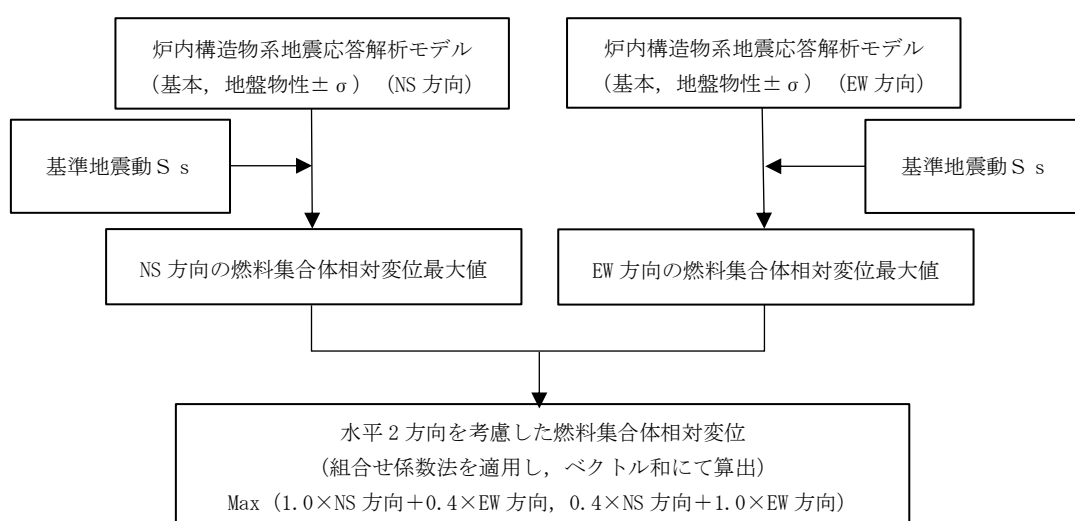 炉内構造物系地震応答解析モデル
（基本，地盤物性±σ）（NS 方向）
炉内構造物系地震応答解析モデル
（基本，地盤物性±σ）（EW 方向）
基準地震動Ｓｓ
基準地震動Ｓｓ
NS 方向の燃料集合体相対変位最大値
EW 方向の燃料集合体相対変位最大値
水平２方向を考慮した燃料集合体相対変位
（組合せ係数法を適用し，ベクトル和にて算出）
Max（1.0×NS 方向＋0.4×EW 方向，0.4×NS 方向＋1.0×EW 方向）